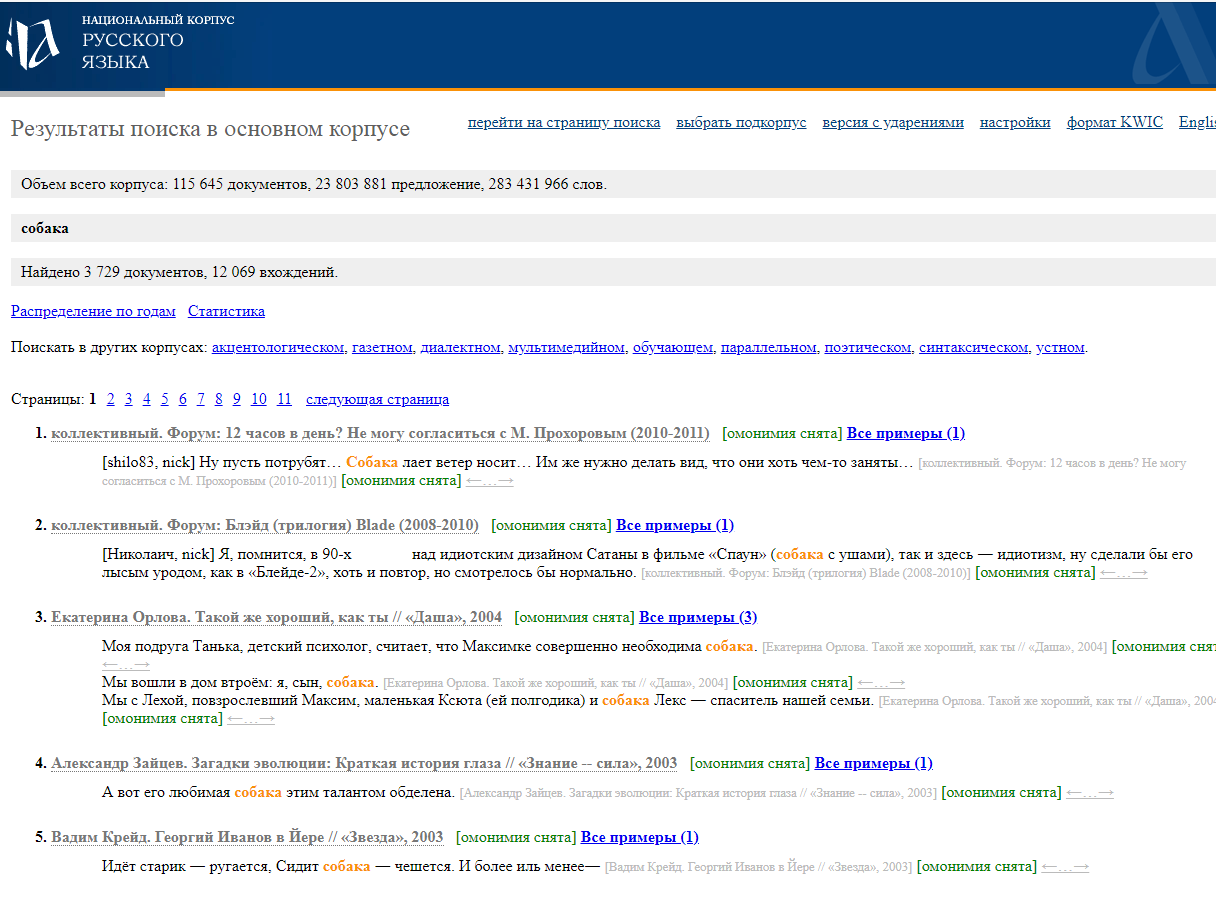 НАЦИОНАЛЬНЫЙ КОРПУС
РУССКОГО
ЯЗЫКА
Результаты поиска в основном корпусе
перейти на страницу поиска выбрать подкорпус версия с ударениями настройки формат KWIC Englis
Объем всего корпуса: 115 645 документов, 23 803 881 предложение, 283 431 966 слов.
собака
Найдено 3 729 документов, 12 069 вхождений.
Распределение по годам Статистика
Поискать в других корпусах: акцентологическом, газетном, диалектном, мультимедийном, обучающем, параллельном, поэтическом, синтаксическом, устном.
Страницы: 1 2 3 4 5 6 7 8 9 10 11 следующая страница
1. коллективный. Форум: 12 часов в день? Не могу согласиться с М. Прохоровым (2010-2011) [омонимия снята] Все примеры (1)
[shilo83, nick] Ну пусть потрубят… Собака лает ветер носит… Им же нужно делать вид, что они хоть чем-то заняты… [коллективный. Форум: 12 часов в день? Не могу
согласиться с М. Прохоровым (2010-2011)] [омонимия снята] ←…→
2. коллективный. Форум: Блэйд (трилогия) Blade (2008-2010) [омонимия снята] Все примеры (1)
[Николаич, nick] Я, помнится, в 90-х над идиотским дизайном Сатаны в фильме «Спаун» (собака с ушами), так и здесь — идиотизм, ну сделали бы его
лысым уродом, как в «Блейде-2», хоть и повтор, но смотрелось бы нормально. [коллективный. Форум: Блэйд (трилогия) Blade (2008-2010)] [омонимия снята] ←…→
3. Екатерина Орлова. Такой же хороший, как ты // «Даша», 2004 [омонимия снята] Все примеры (3)
Моя подруга Танька, детский психолог, считает, что Максимке совершенно необходима собака. [Екатерина Орлова. Такой же хороший, как ты // «Даша», 2004] [омонимия снят
←…→
Мы вошли в дом втроём: я, сын, собака. [Екатерина Орлова. Такой же хороший, как ты // «Даша», 2004] [омонимия снята] ←…→
Мы с Лехой, повзрослевший Максим, маленькая Ксюта (ей полгодика) и собака Лекс — спаситель нашей семьи. [Екатерина Орлова. Такой же хороший, как ты // «Даша», 2004
[омонимия снята] ←…→
4. Александр Зайцев. Загадки эволюции: Краткая история глаза // «Знание -- сила», 2003 [омонимия снята] Все примеры (1)
А вот его любимая собака этим талантом обделена. [Александр Зайцев. Загадки эволюции: Краткая история глаза // «Знание -- сила», 2003] [омонимия снята] ←…→
5. Вадим Крейд. Георгий Иванов в Йере // «Звезда», 2003 [омонимия снята] Все примеры (1)
Идёт старик — ругается, Сидит собака — чешется. И более иль менее― [Вадим Крейд. Георгий Иванов в Йере // «Звезда», 2003] [омонимия снята] ←…→